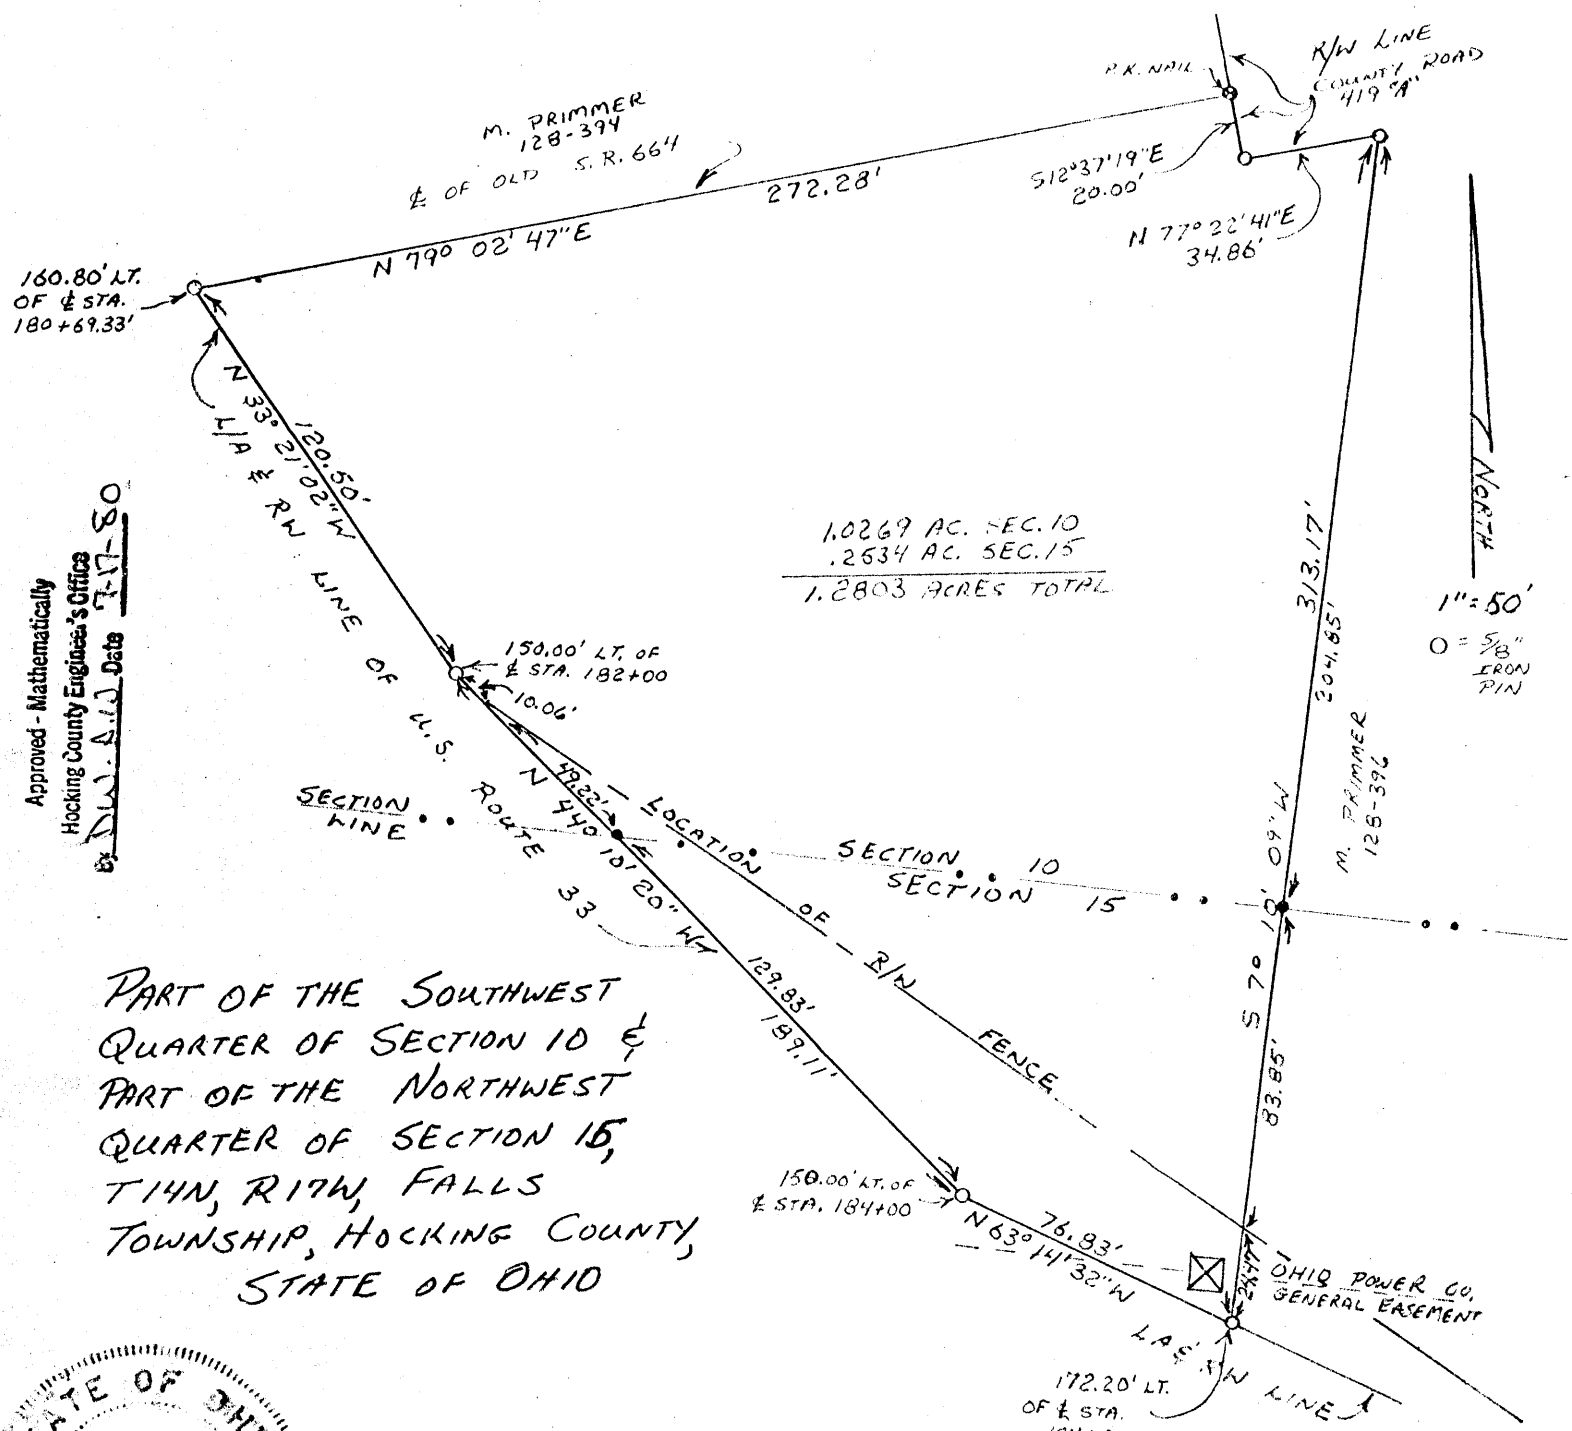 R/W LINE
COUNTY ROAD
419 "A"
P.K. NAIL
M. PRIMMER
128-394
℄ OF OLD S.R. 664
272.28'
N 79° 02' 47" E
S12°37'19"E
20.00'
N 77°22'41"E
34.86'
160.80' LT.
OF ℄ STA.
180+69.33'
N 33° 21' 02" W
120.50'
L/A & RW LINE OF U.S. ROUTE 33
NORTH
1" = 50'
O = 5/8"
IRON
PIN
1.0269 AC. SEC. 10
.2534 AC. SEC. 15
1.2803 ACRES TOTAL
313.17'
204.85'
S 7° 10' 09" W
M. PRIMMER
128-396
150.00' LT. OF
℄ STA. 182+00
10.06'
49.22'
N 44° 10' 20" W
LOCATION OF R/W FENCE
SECTION
LINE
SECTION 10
SECTION 15
129.83'
189.11'
83.85'
Approved - Mathematically
Hocking County Engineer's Office
Date 7-17-80
PART OF THE SOUTHWEST
QUARTER OF SECTION 10 &
PART OF THE NORTHWEST
QUARTER OF SECTION 15,
T14N, R17W, FALLS
TOWNSHIP, HOCKING COUNTY,
STATE OF OHIO
150.00' LT. OF
℄ STA. 184+00
76.83'
N 63° 14' 32" W
24.47'
OHIO POWER CO.
GENERAL EASEMENT
LA & R/W LINE
172.20' LT.
OF ℄ STA.
STATE OF OHI